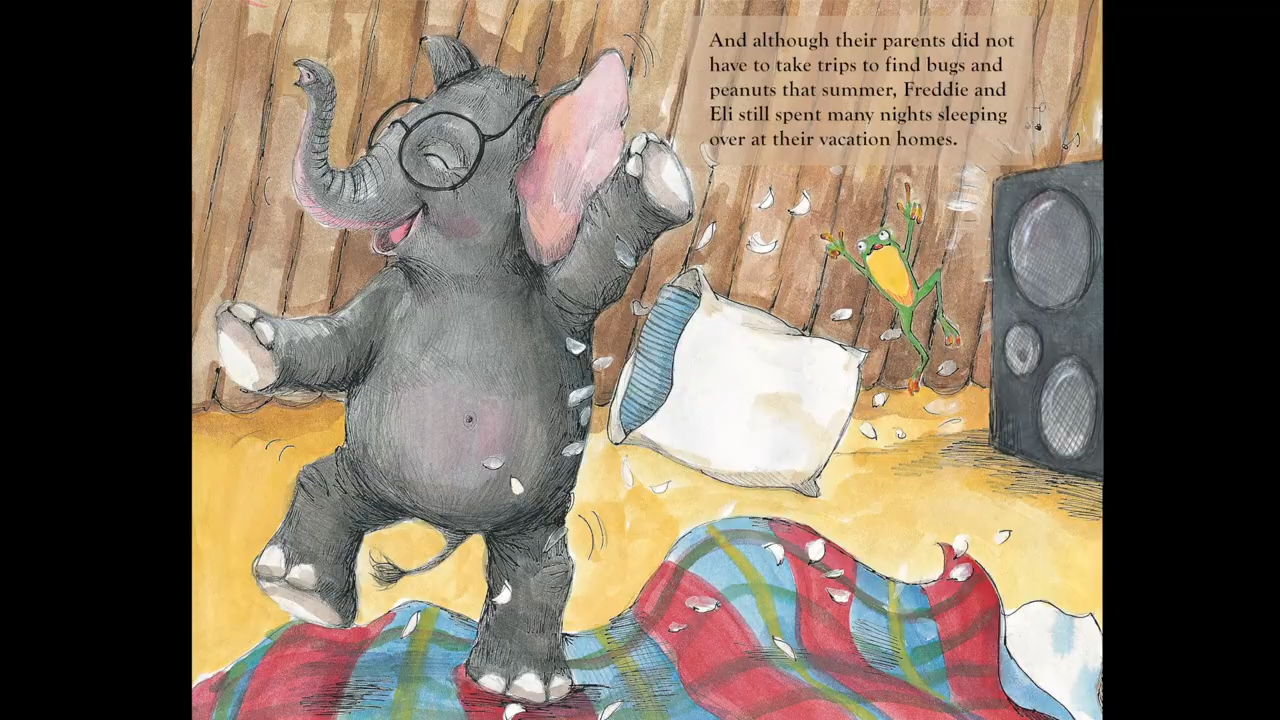 And although their parents did not
have to take trips to find bugs and
peanuts that summer, Freddie and
Eli still spent many nights sleeping
over at their vacation homes.